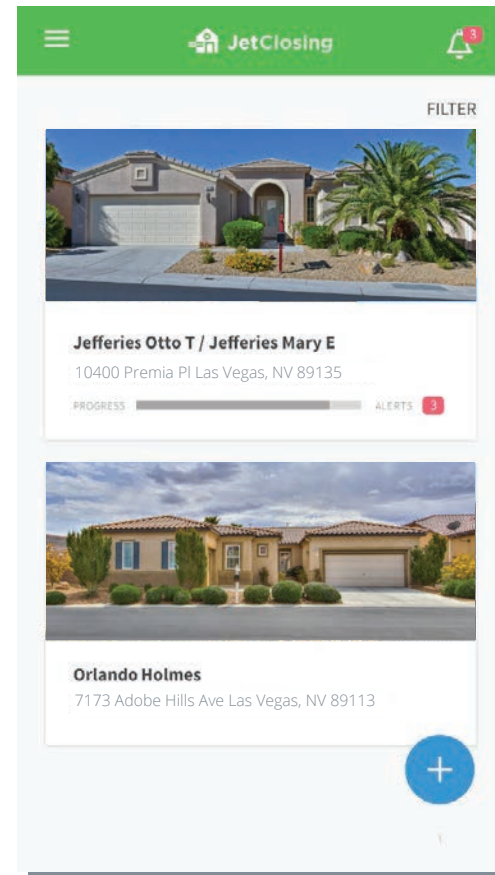 JetClosing
3
FILTER
Jefferies Otto T / Jefferies Mary E
10400 Premia Pl Las Vegas, NV 89135
PROGRESS ALERTS 3
Orlando Holmes
7173 Adobe Hills Ave Las Vegas, NV 89113
+